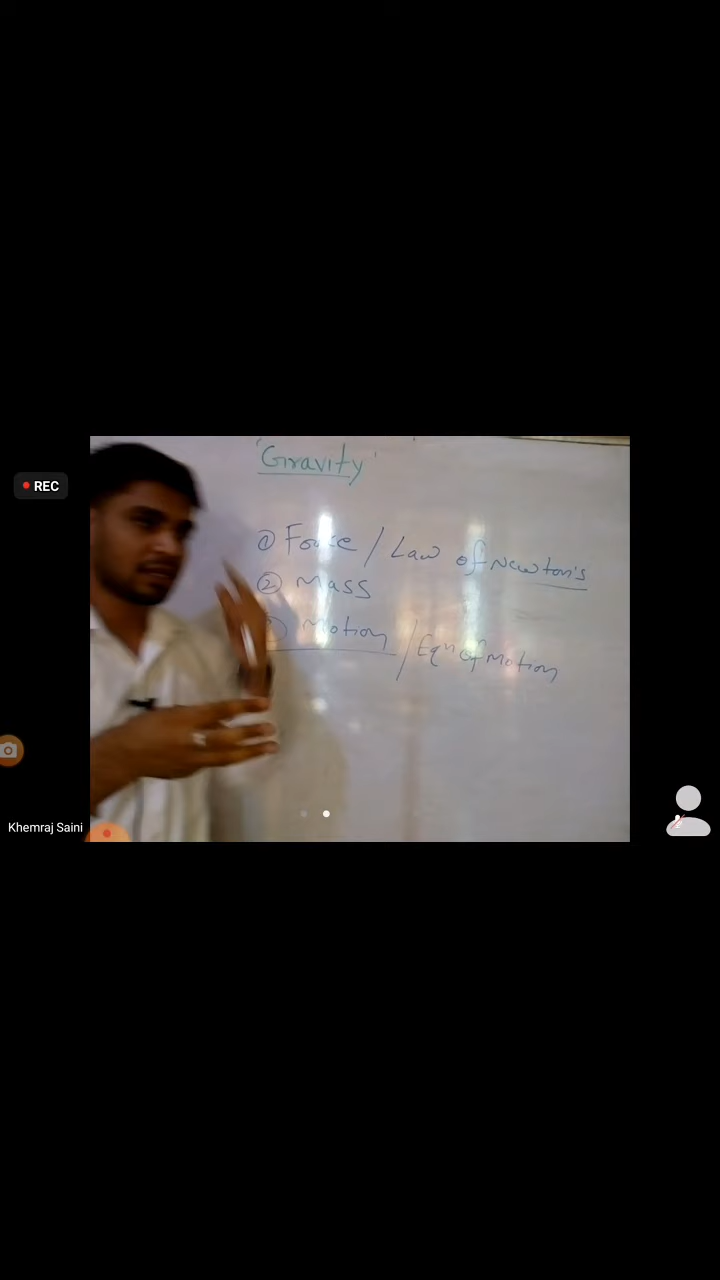 'Gravity'
① Force / Law of Newton's
② Mass
Motion / Eqn of Motion
REC
Khemraj Saini